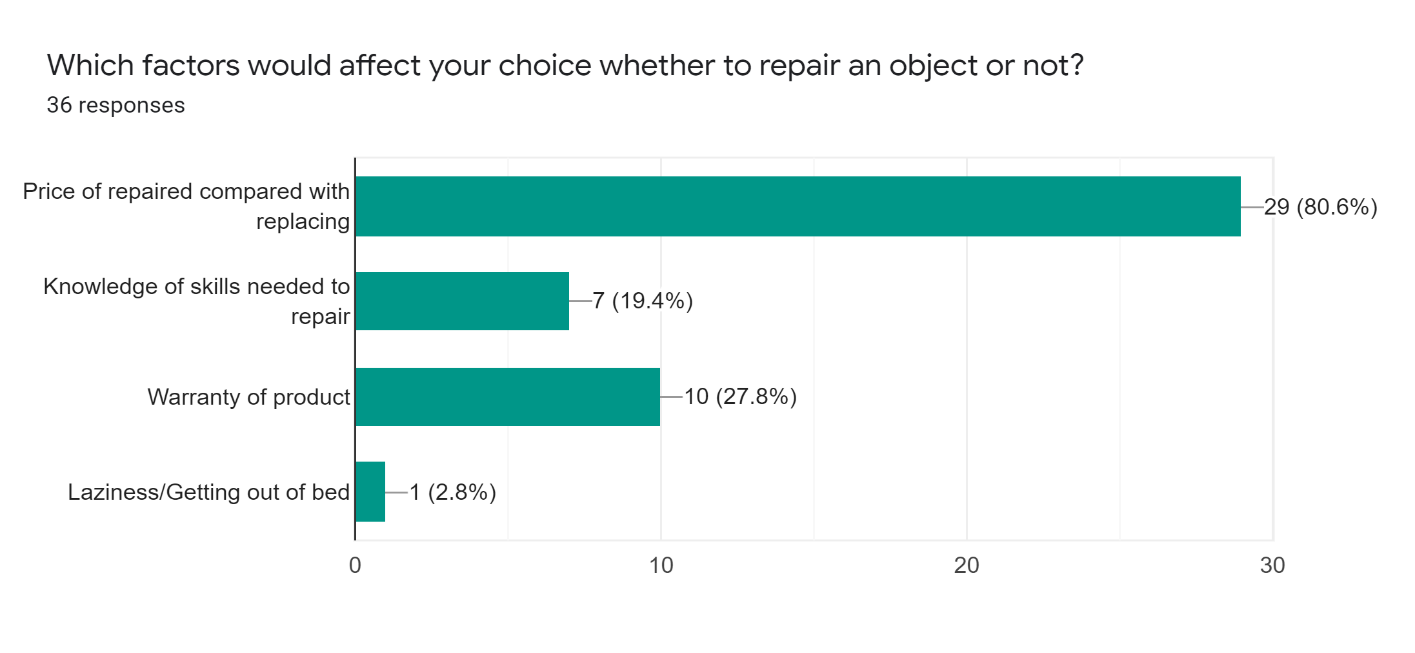 Which factors would affect your choice whether to repair an object or not?
36 responses
Price of repaired compared with
replacing
29 (80.6%)
Knowledge of skills needed to
repair
7 (19.4%)
Warranty of product
10 (27.8%)
Laziness/Getting out of bed
1 (2.8%)
0
10
20
30